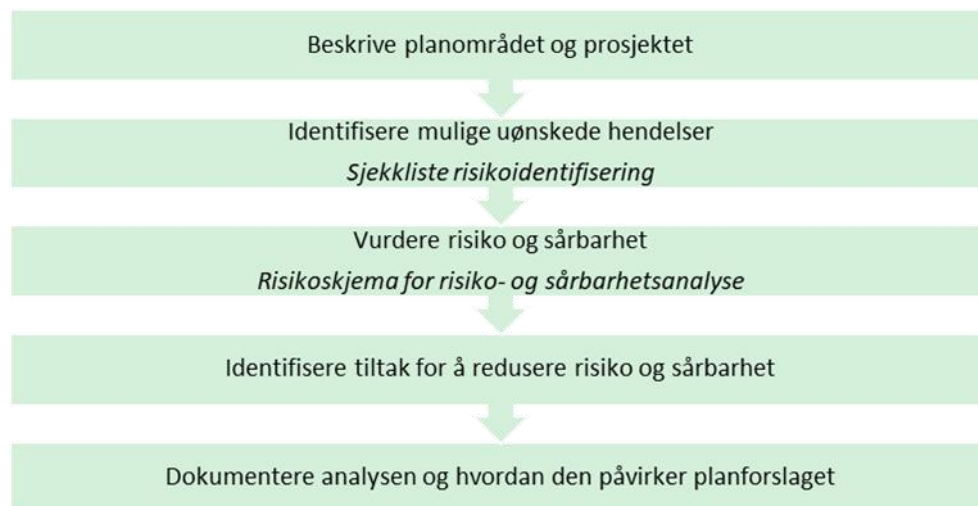 Beskrive planområdet og prosjektet
Identifisere mulige uønskede hendelser
Sjekkliste risikoidentifisering
Vurdere risiko og sårbarhet
Risikoskjema for risiko- og sårbarhetsanalyse
Identifisere tiltak for å redusere risiko og sårbarhet
Dokumentere analysen og hvordan den påvirker planforslaget